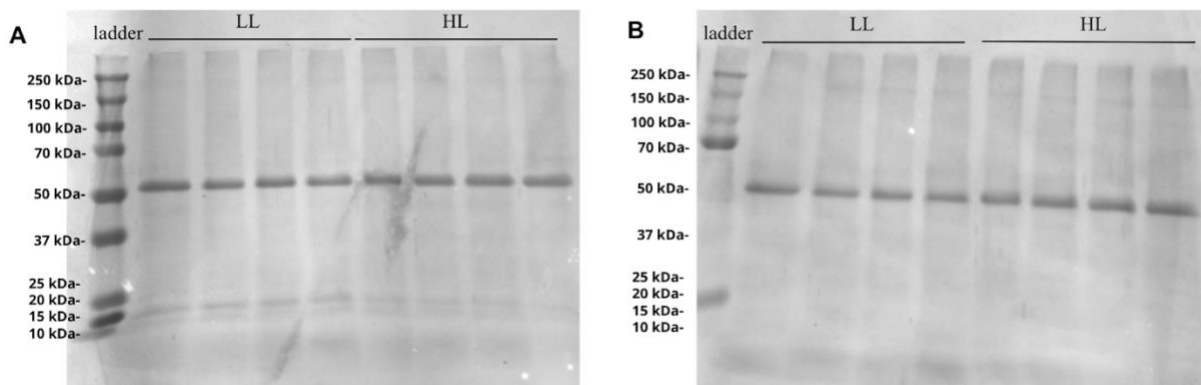 A
ladder
LL
HL
250 kDa-
150 kDa-
100 kDa-
70 kDa-
50 kDa-
37 kDa-
25 kDa-
20 kDa-
15 kDa-
10 kDa-
B
ladder
LL
HL
250 kDa-
150 kDa-
100 kDa-
70 kDa-
50 kDa-
37 kDa-
25 kDa-
20 kDa-
15 kDa-
10 kDa-